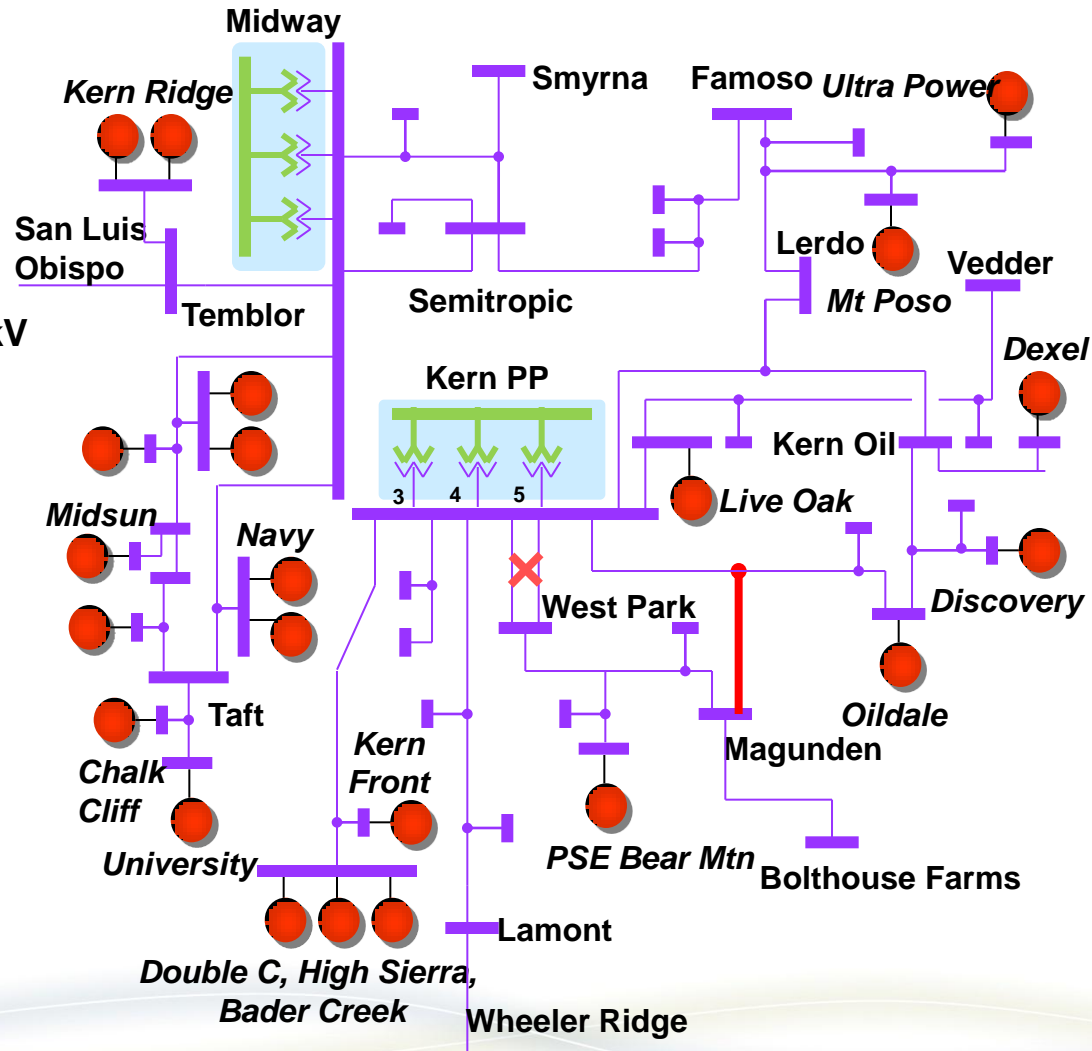 Midway
Kern Ridge
Smyrna
Famoso
Ultra Power
San Luis
Obispo
Temblor
Semitropic
Lerdo
Mt Poso
Vedder
kV
Kern PP
Dexel
3
4
5
Kern Oil
Live Oak
Midsun
Navy
West Park
Discovery
Oildale
Taft
Magunden
Chalk
Cliff
Kern
Front
University
PSE Bear Mtn
Bolthouse Farms
Lamont
Double C, High Sierra,
Bader Creek
Wheeler Ridge